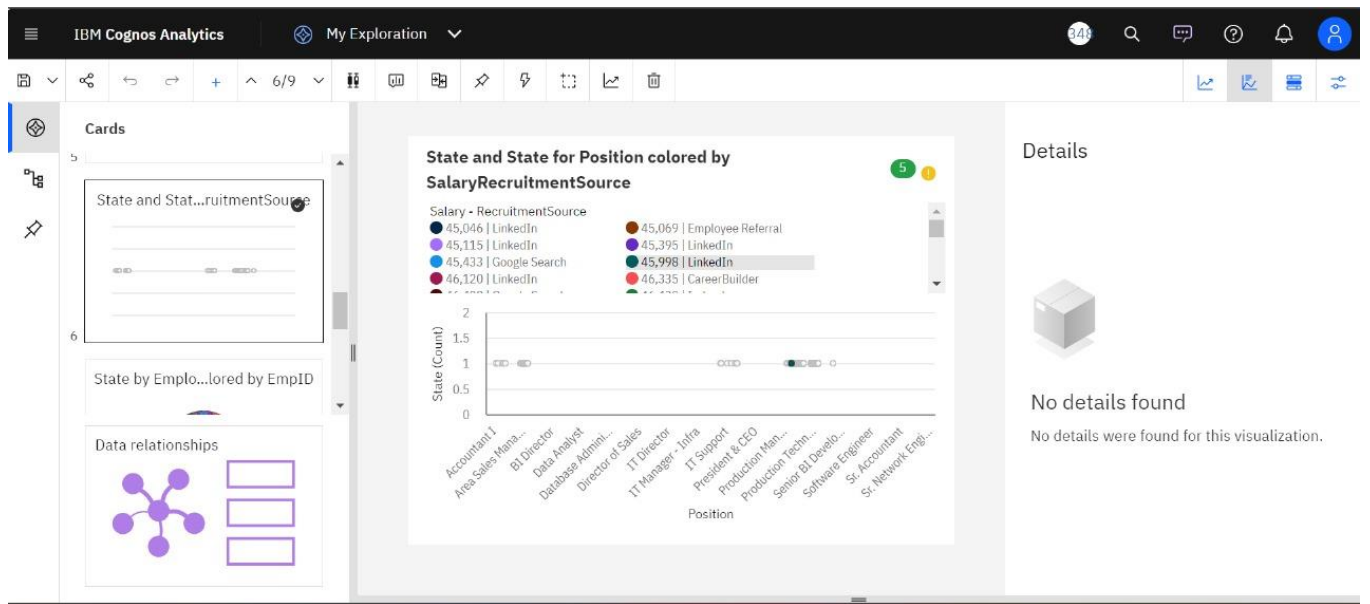 IBM Cognos Analytics
My Exploration
348
6/9
Cards
5
State and Stat...ruitmentSource
6
State by Emplo...lored by EmpID
Data relationships
State and State for Position colored by
SalaryRecruitmentSource
5
Salary - RecruitmentSource
45,046 | LinkedIn
45,069 | Employee Referral
45,115 | LinkedIn
45,395 | LinkedIn
45,433 | Google Search
45,998 | LinkedIn
46,120 | LinkedIn
46,335 | CareerBuilder
State (Count)
2
1.5
1
0.5
0
Accountant I
Area Sales Mana...
BI Director
Data Analyst
Database Admini...
Director of Sales
IT Director
IT Manager - Infra
IT Support
President & CEO
Production Man...
Production Techn...
Senior BI Develo...
Software Engineer
Sr. Accountant
Sr. Network Engi...
Position
Details
No details found
No details were found for this visualization.